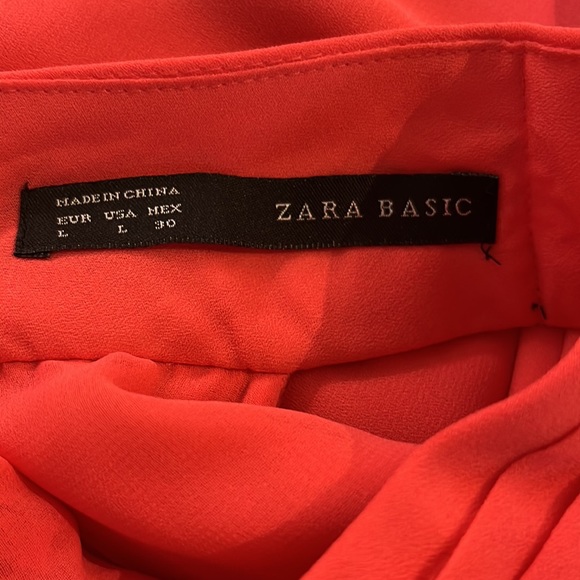 MADE IN CHINA
EUR USA MEX
L L 30
ZARA BASIC